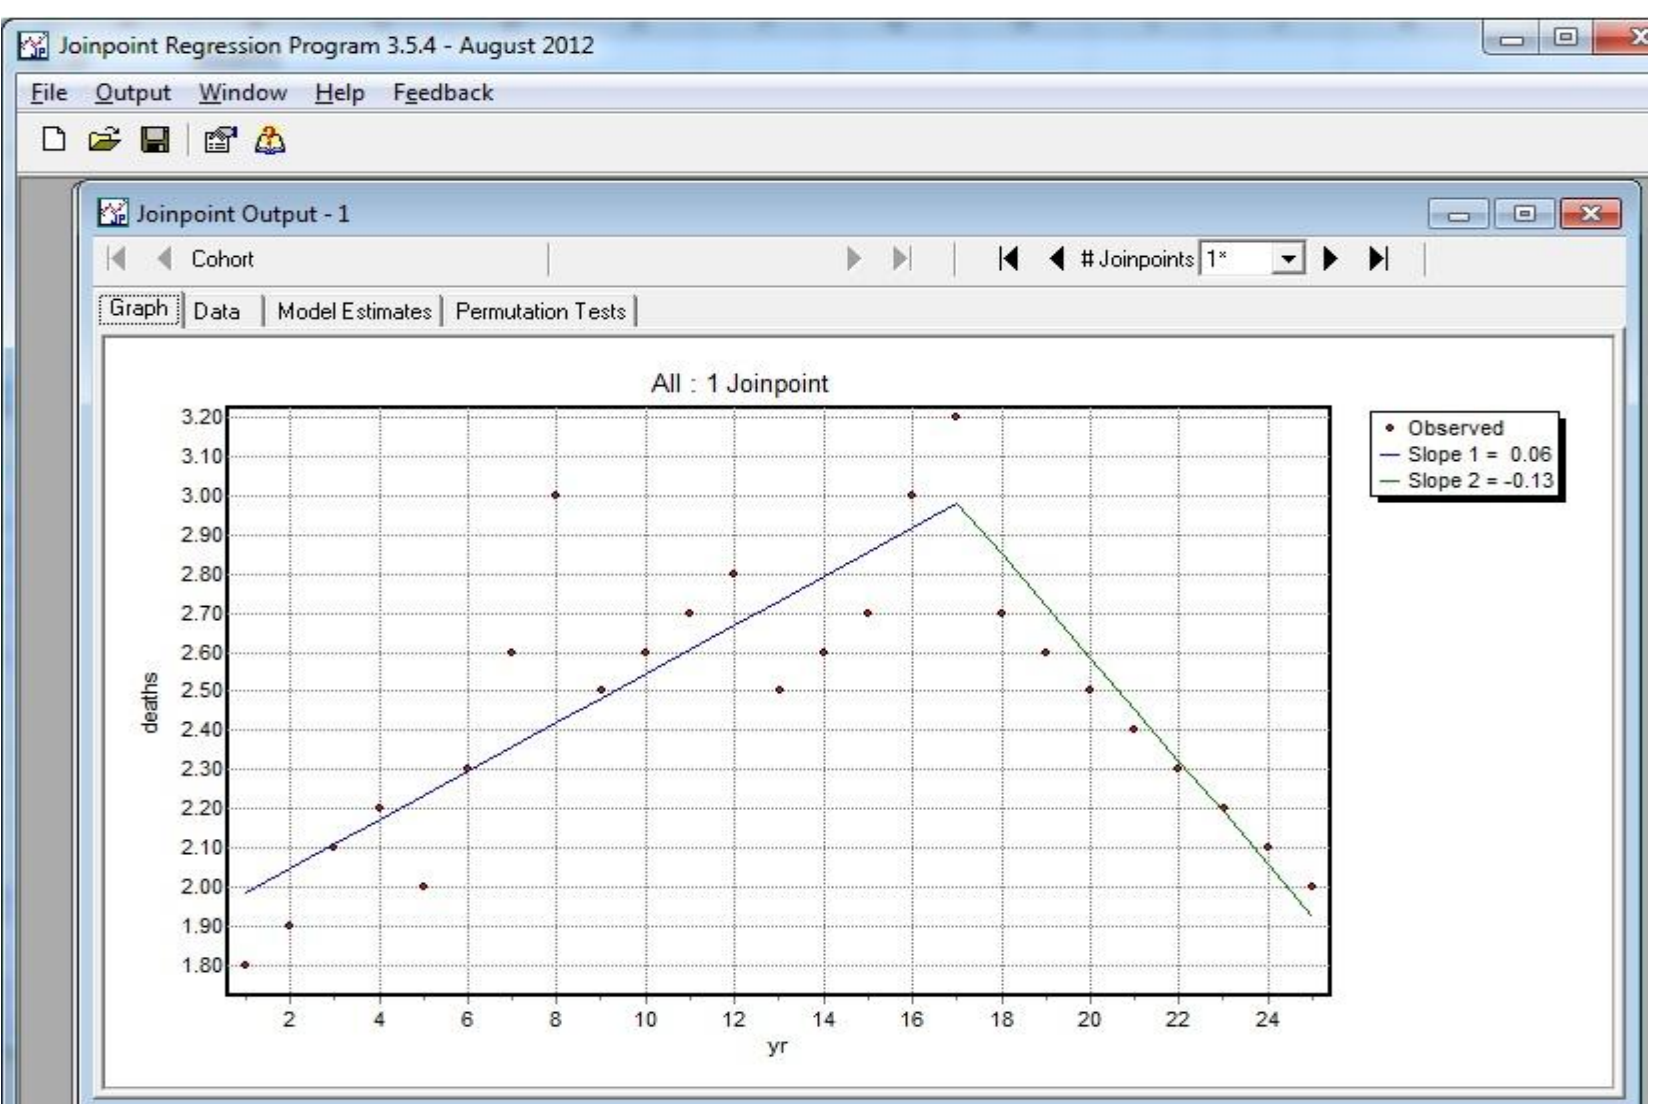 Joinpoint Regression Program 3.5.4 - August 2012
File Output Window Help Feedback
Joinpoint Output - 1
Cohort # Joinpoints 1*
Graph Data Model Estimates Permutation Tests
All : 1 Joinpoint
3.20
3.10
3.00
2.90
2.80
2.70
2.60
2.50
2.40
2.30
2.20
2.10
2.00
1.90
1.80
deaths
2 4 6 8 10 12 14 16 18 20 22 24
yr
Observed
Slope 1 = 0.06
Slope 2 = -0.13